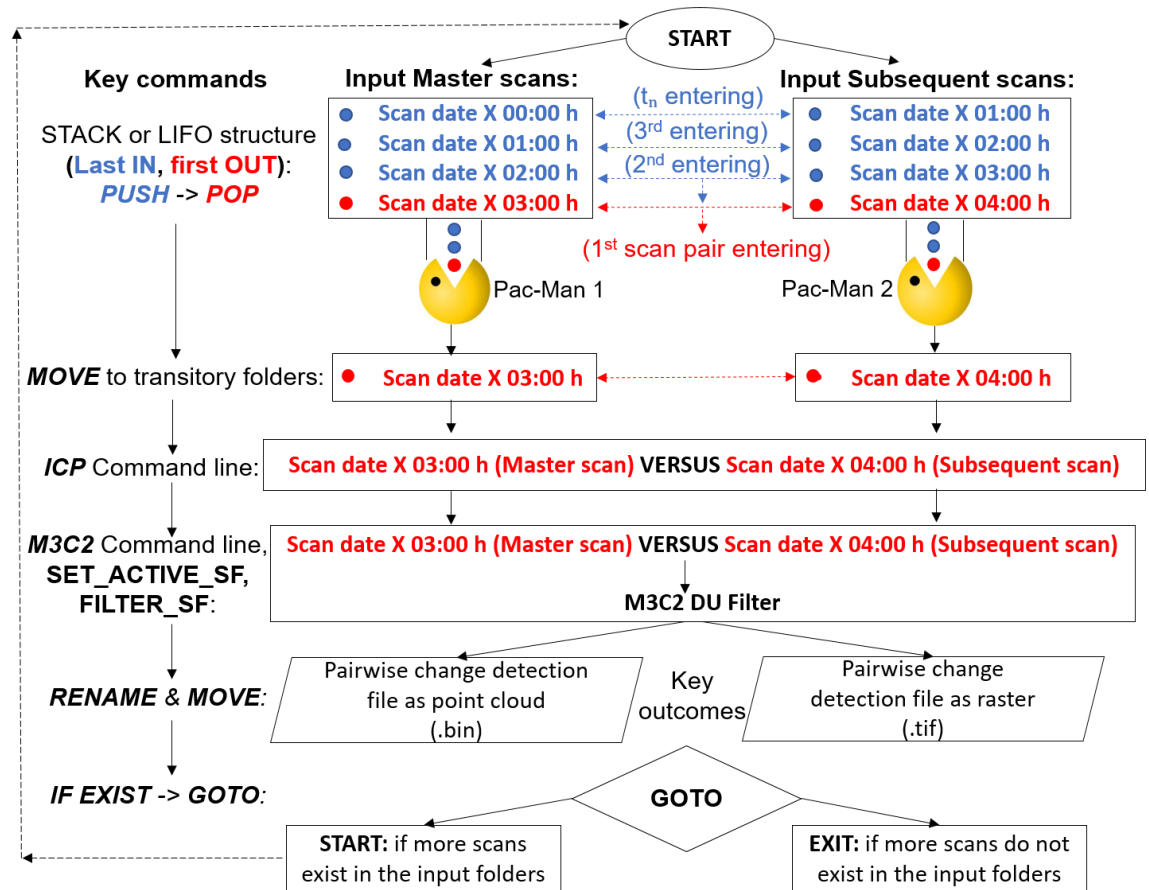 START
Key commands
Input Master scans:
Input Subsequent scans:
STACK or LIFO structure
(Last IN, first OUT):
PUSH -> POP
Scan date X 00:00 h
Scan date X 01:00 h
Scan date X 02:00 h
Scan date X 03:00 h
(tn entering)
(3rd entering)
(2nd entering)
(1st scan pair entering)
Scan date X 01:00 h
Scan date X 02:00 h
Scan date X 03:00 h
Scan date X 04:00 h
Pac-Man 1
Pac-Man 2
MOVE to transitory folders:
Scan date X 03:00 h
Scan date X 04:00 h
ICP Command line:
Scan date X 03:00 h (Master scan) VERSUS Scan date X 04:00 h (Subsequent scan)
M3C2 Command line,
SET_ACTIVE_SF,
FILTER_SF:
Scan date X 03:00 h (Master scan) VERSUS Scan date X 04:00 h (Subsequent scan)
M3C2 DU Filter
RENAME & MOVE:
Pairwise change detection
file as point cloud
(.bin)
Key
outcomes
Pairwise change
detection file as raster
(.tif)
IF EXIST -> GOTO:
GOTO
START: if more scans
exist in the input folders
EXIT: if more scans do not
exist in the input folders